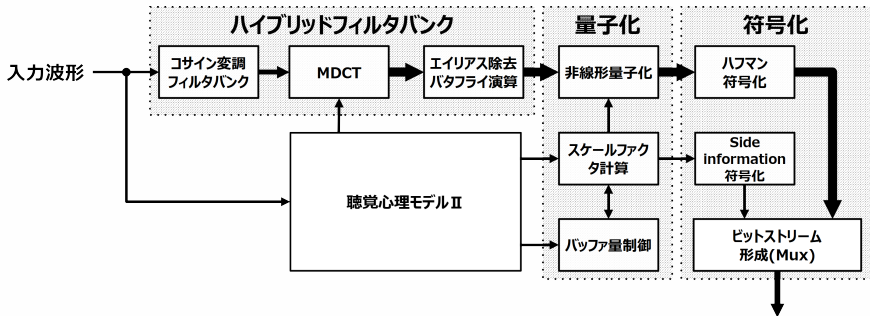 ハイブリッドフィルタバンク
量子化
符号化
入力波形
コサイン変調
フィルタバンク
MDCT
エイリアス除去
バタフライ演算
非線形量子化
ハフマン
符号化
聴覚心理モデルⅡ
スケールファク
タ計算
Side
information
符号化
バッファ量制御
ビットストリーム
形成(Mux)